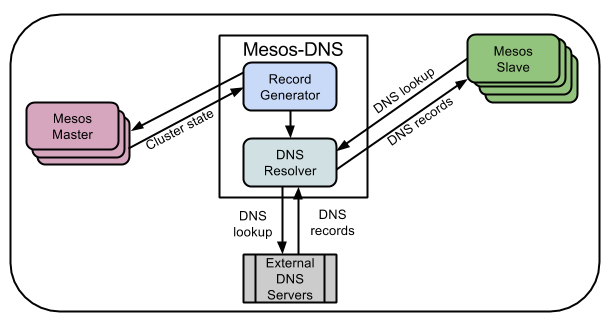 Mesos-DNS
Record
Generator
Mesos
Slave
Mesos
Master
Cluster state
DNS lookup
DNS records
DNS
Resolver
DNS
lookup
DNS
records
External
DNS
Servers